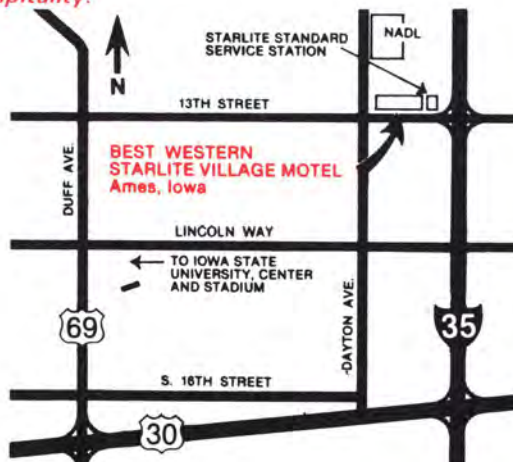 STARLITE STANDARD
SERVICE STATION
NADL
N
13TH STREET
BEST WESTERN
STARLITE VILLAGE MOTEL
Ames, Iowa
DUFF AVE.
LINCOLN WAY
TO IOWA STATE
UNIVERSITY, CENTER
AND STADIUM
DAYTON AVE.
69
35
S. 16TH STREET
30